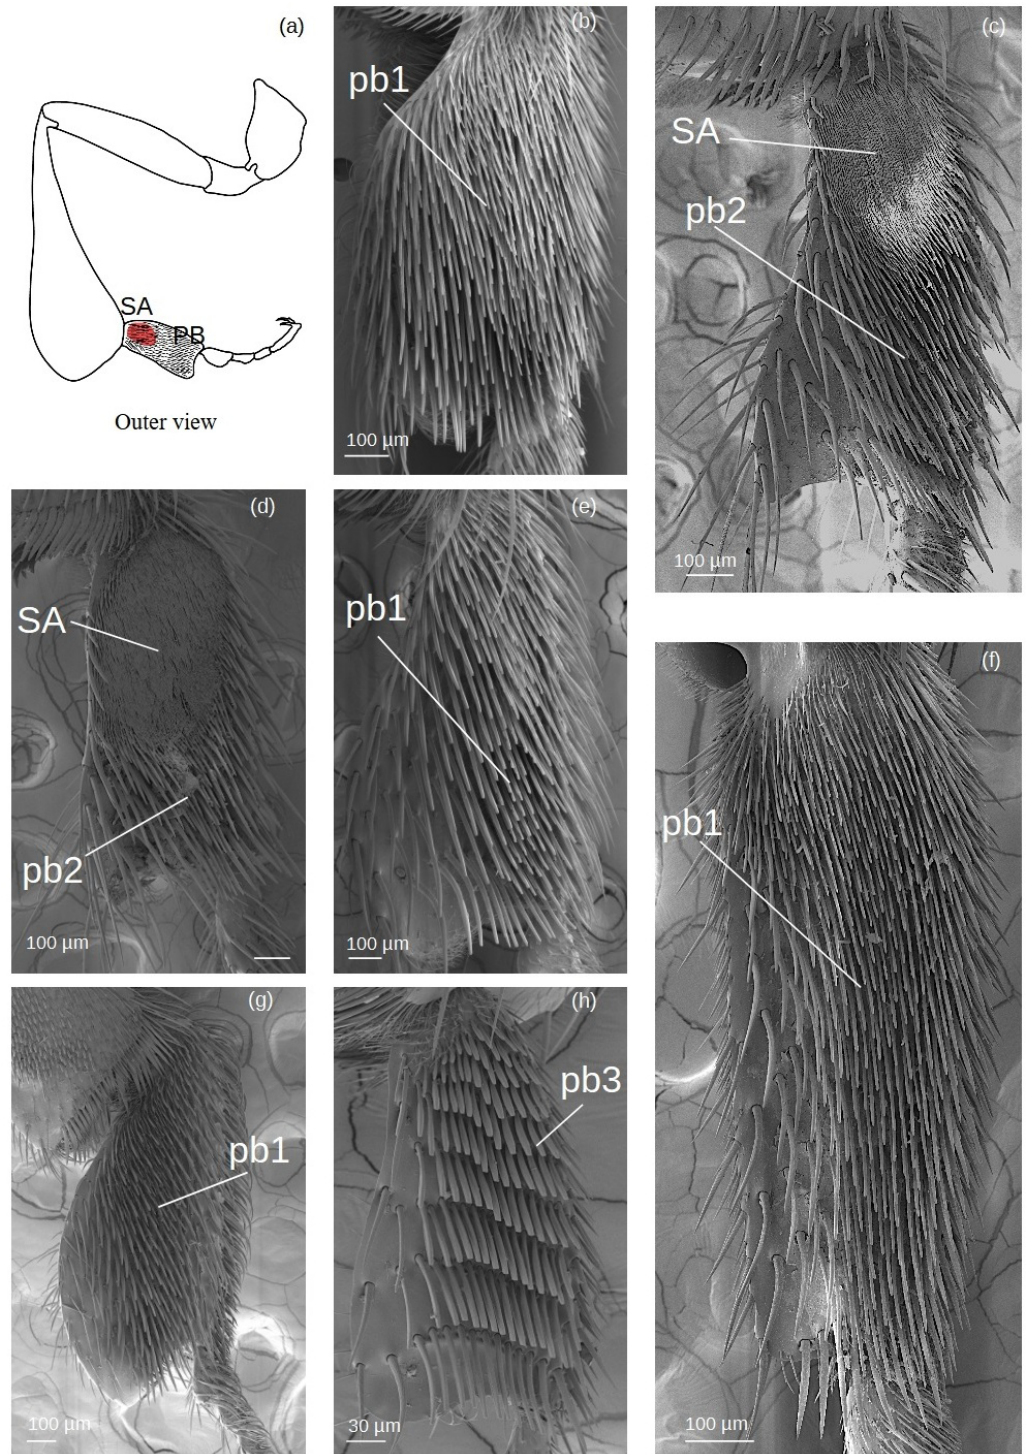 (a)
SA
PB
Outer view
(b)
pb1
100 µm
(c)
SA
pb2
100 µm
(d)
SA
pb2
100 µm
(e)
pb1
100 µm
(f)
pb1
100 µm
(g)
pb1
100 µm
(h)
pb3
30 µm